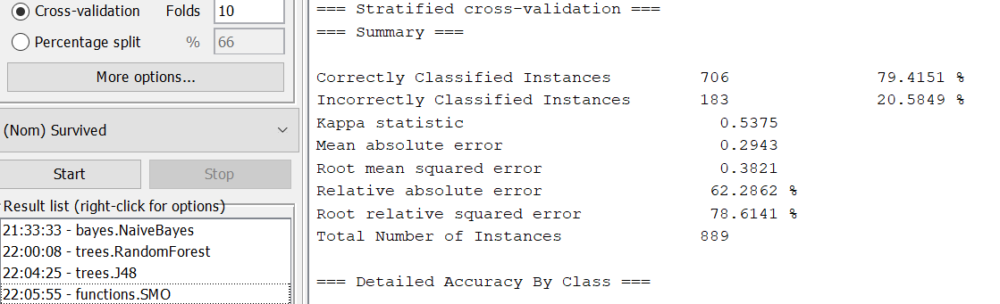 Cross-validation Folds 10
Percentage split % 66
More options...
(Nom) Survived
Start Stop
Result list (right-click for options)
21:33:33 - bayes.NaiveBayes
22:00:08 - trees.RandomForest
22:04:25 - trees.J48
22:05:55 - functions.SMO
=== Stratified cross-validation ===
=== Summary ===
Correctly Classified Instances 706 79.4151 %
Incorrectly Classified Instances 183 20.5849 %
Kappa statistic 0.5375
Mean absolute error 0.2943
Root mean squared error 0.3821
Relative absolute error 62.2862 %
Root relative squared error 78.6141 %
Total Number of Instances 889
=== Detailed Accuracy By Class ===